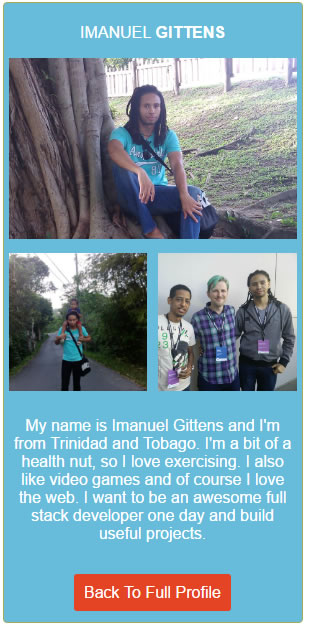 IMANUEL GITTENS
My name is Imanuel Gittens and I'm
from Trinidad and Tobago. I'm a bit of a
health nut, so I love exercising. I also
like video games and of course I love
the web. I want to be an awesome full
stack developer one day and build
useful projects.
Back To Full Profile